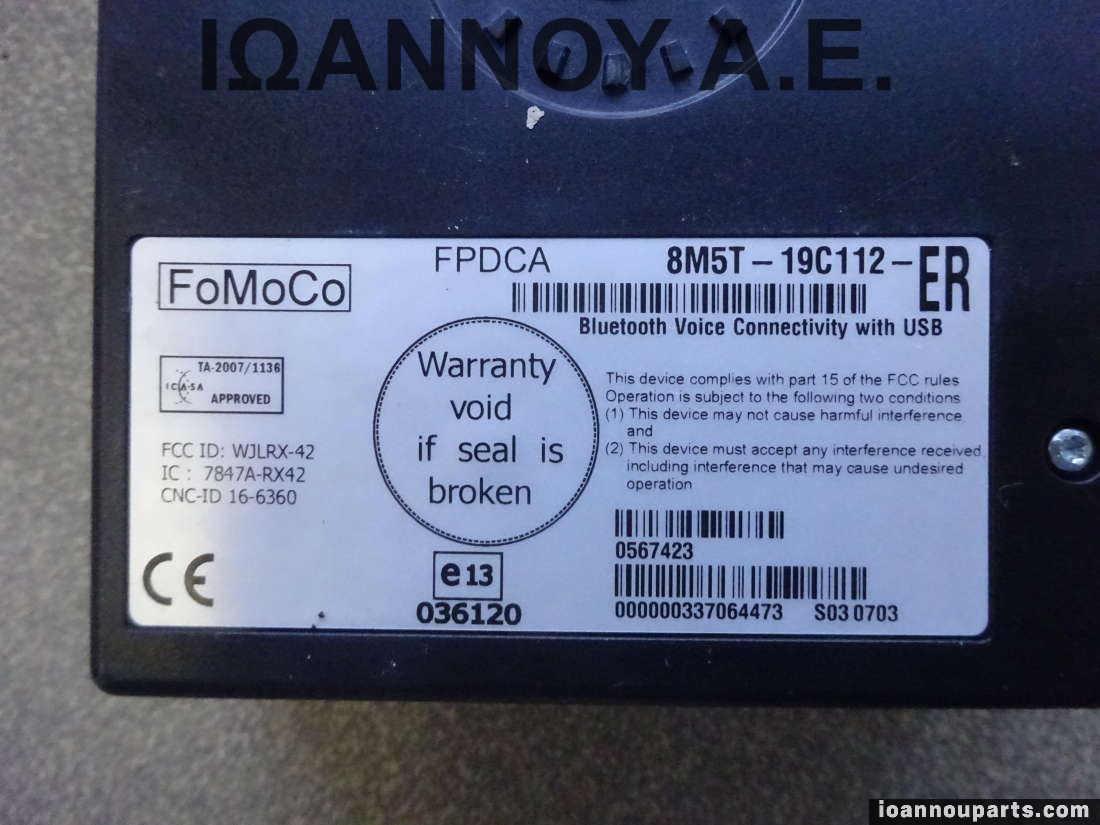 ΙΩΑΝΝΟΥ Α.Ε.
FoMoCo
FPDCA
8M5T-19C112-ER
Bluetooth Voice Connectivity with USB
TA-2007/1136
ICASA
APPROVED
FCC ID: WJLRX-42
IC : 7847A-RX42
CNC-ID 16-6360
Warranty
void
if seal is
broken
This device complies with part 15 of the FCC rules
Operation is subject to the following two conditions
(1) This device may not cause harmful interference
and
(2) This device must accept any interference received,
including interference that may cause undesired
operation
0567423
000000337064473 S03 0703
CE
e13
036120
ioannouparts.com